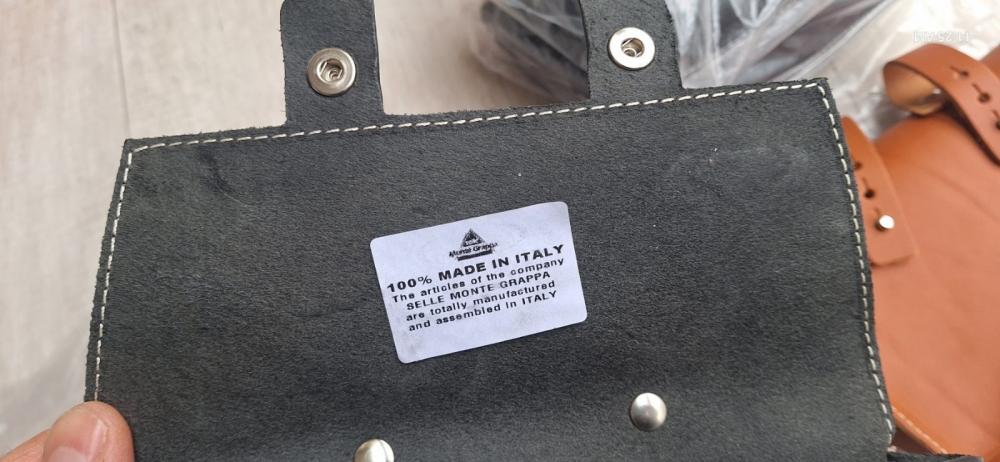 Monte Grappa
100% MADE IN ITALY
The articles of the company
SELLE MONTE GRAPPA
are totally manufactured
and assembled in ITALY